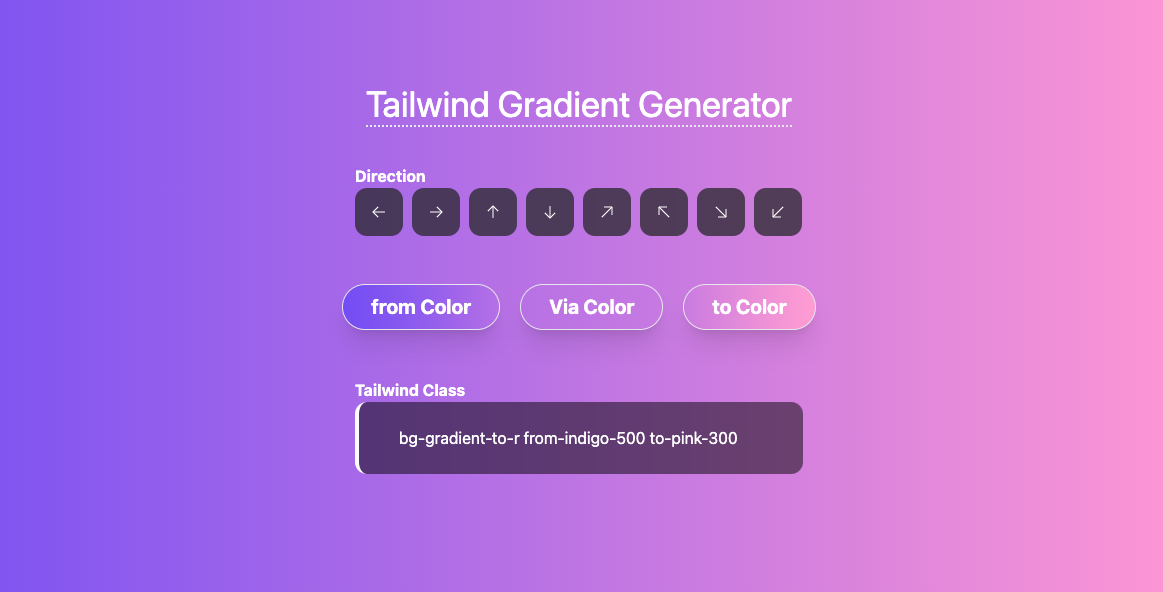 Tailwind Gradient Generator
Direction
← → ↑ ↓ ↗ ↖ ↘ ↙
from Color Via Color to Color
Tailwind Class
bg-gradient-to-r from-indigo-500 to-pink-300